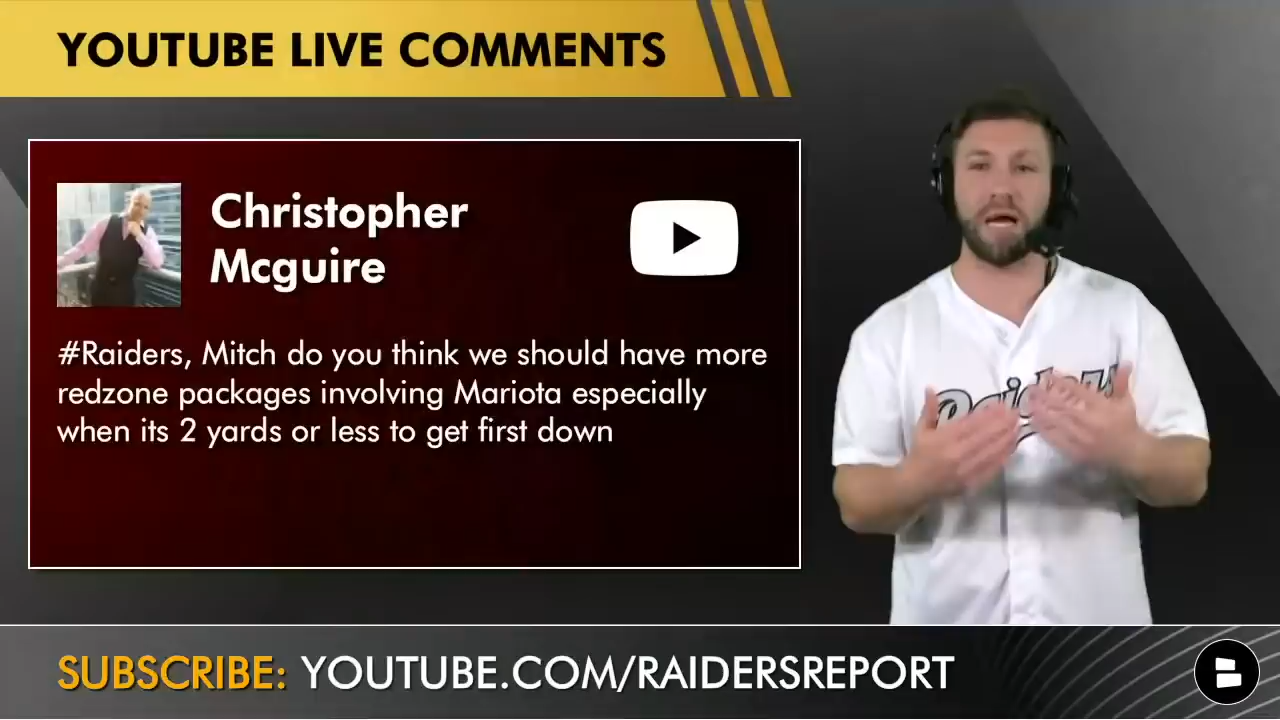 YOUTUBE LIVE COMMENTS
Christopher
Mcguire
#Raiders, Mitch do you think we should have more
redzone packages involving Mariota especially
when its 2 yards or less to get first down
Raiders
SUBSCRIBE: YOUTUBE.COM/RAIDERSREPORT